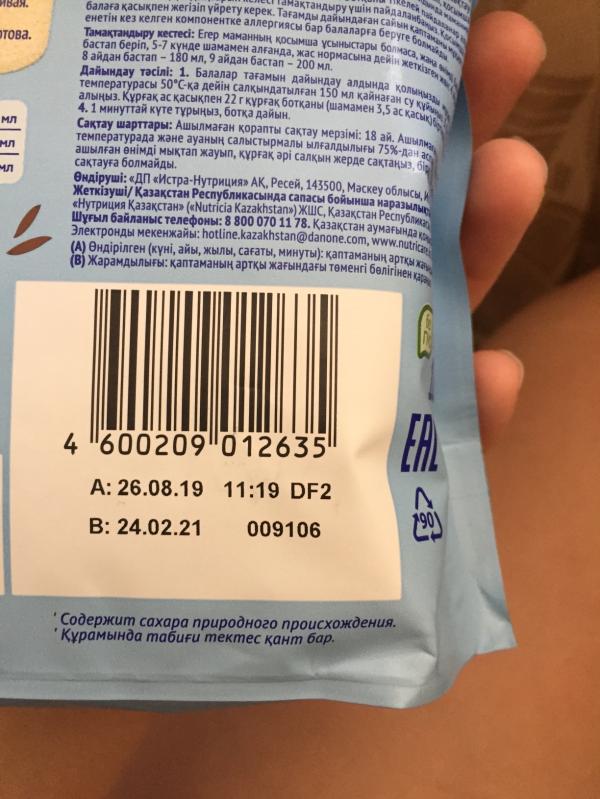 ивая.
отова.
мл
мл
мл
балаға қасықпен жегізіп үйрету керек. Тағамды дайындаған сайын
енетін кез келген компонентке аллергиясы бар балаларға беруге болмайды.
Тамақтандыру кестесі: Егер маманның қосымша ұсыныстары болмаса, жаңа
бастап беріп, 5-7 күнде шамамен алғанда, жас нормасына дейін жеткізген
8 айдан бастап – 180 мл, 9 айдан бастап – 200 мл.
Дайындау тәсілі: 1. Балалар тағамын дайындау алдында қолыңызды
температурасы 50°С-қа дейін салқындатылған 150 мл қайнаған су
алыңыз. Құрғақ ас қасықпен 22 г құрғақ ботқаны (шамамен 3,5 ас қасық)
4. 1 минуттай күте тұрыңыз, ботқа дайын.
Сақтау шарттары: Ашылмаған қорапты сақтау мерзімі: 18 ай.
температурада және ауаның салыстырмалы ылғалдылығы 75%-дан
ашылған өнімді мықтап жауып, құрғақ әрі салқын жерде сақтаңыз, бір
сақтауға болмайды.
Өндіруші: «ДП «Истра-Нутриция» АҚ, Ресей, 143500, Мәскеу облысы, И
Жеткізуші/ Қазақстан Республикасында сапасы бойынша
«Нутриция Қазақстан» («Nutricia Kazakhstan») ЖШС, Қазақстан
Шұғыл байланыс телефоны: 8 800 070 11 78. Қазақстан аумағында
Электронды мекенжайы: hotline.kazakhstan@danone.com,
(А) Өндірілген (күні, айы, жылы, сағаты, минуты): қаптаманың артқы
(В) Жарамдылығы: қаптаманың артқы жағындағы төменгі бөлігінен
4 600209 012635
А: 26.08.19 11:19 DF2
В: 24.02.21 009106
EAC
90
* Содержит сахара природного происхождения.
* Құрамында табиғи тектес қант бар.